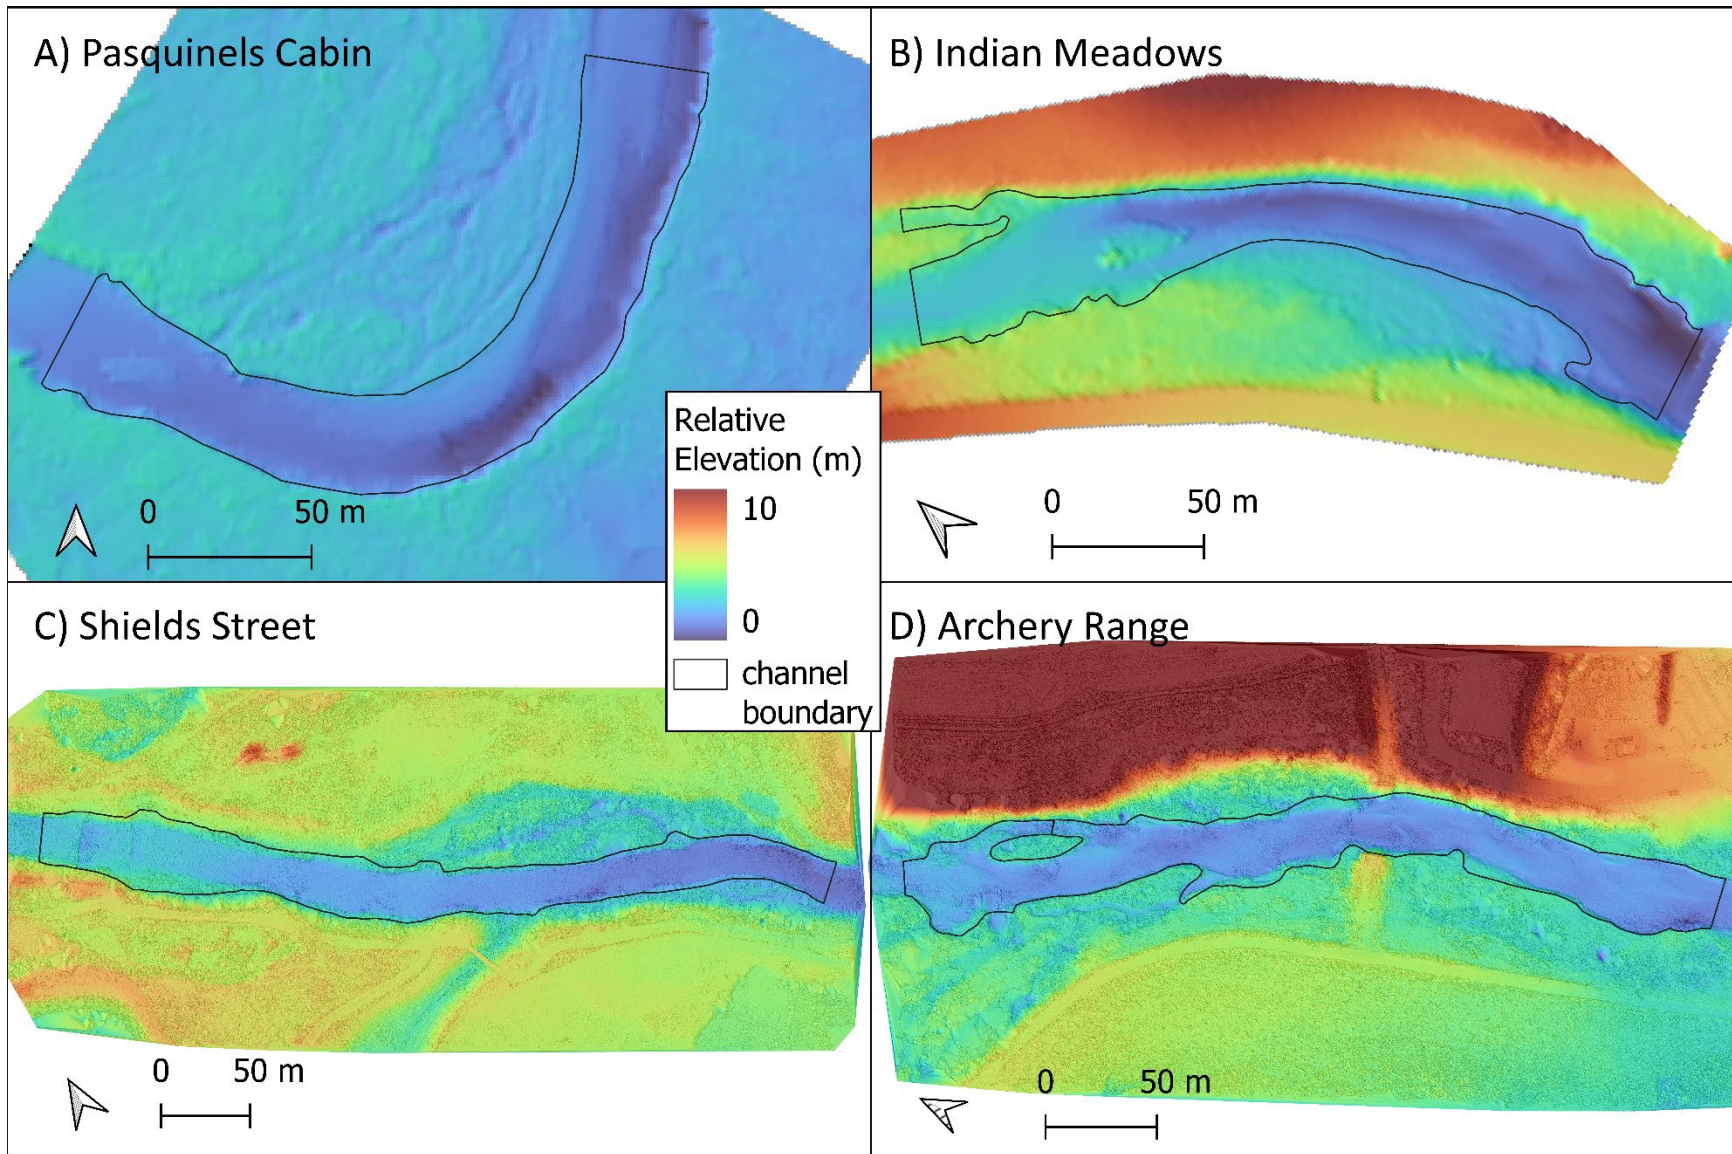 A) Pasquinels Cabin
B) Indian Meadows
0 50 m
0 50 m
Relative
Elevation (m)
10
0
channel
boundary
C) Shields Street
D) Archery Range
0 50 m
0 50 m